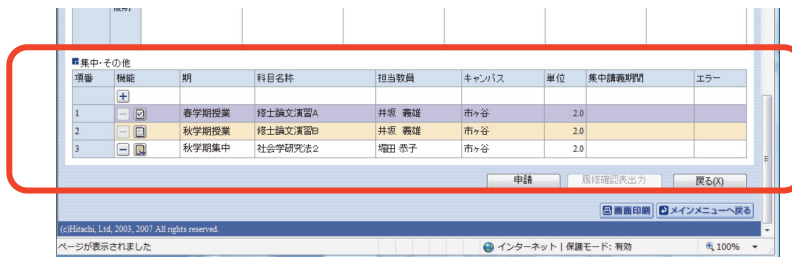 集中・その他
項番 機能 期 科目名称 担当教員 キャンパス 単位 集中講義期間 エラー
1 春学期授業 修士論文演習A 井坂 義雄 市ヶ谷 2.0
2 秋学期授業 修士論文演習B 井坂 義雄 市ヶ谷 2.0
3 秋学期集中 社会学研究法2 堀田 恭子 市ヶ谷 2.0
申請 履修確認表出力 戻る(X)
画面印刷 メインメニューへ戻る
(c)Hitachi, Ltd, 2003, 2007 All rights reserved.
ページが表示されました インターネット | 保護モード: 有効 100%